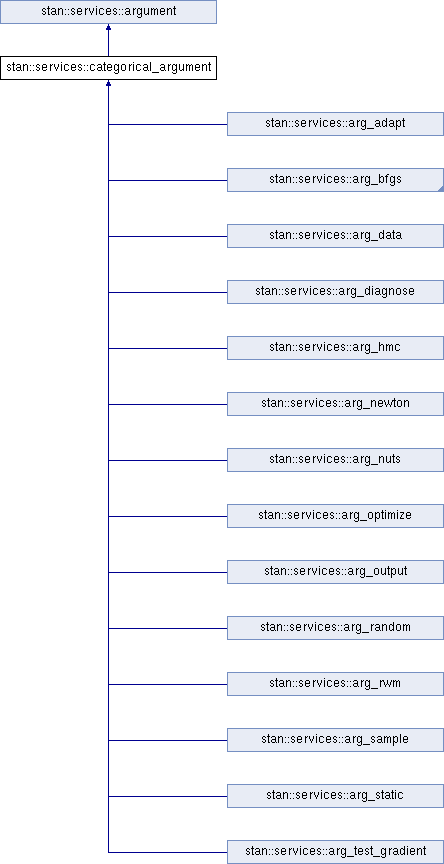 stan::services::argument
stan::services::categorical_argument
stan::services::arg_adapt
stan::services::arg_bfgs
stan::services::arg_data
stan::services::arg_diagnose
stan::services::arg_hmc
stan::services::arg_newton
stan::services::arg_nuts
stan::services::arg_optimize
stan::services::arg_output
stan::services::arg_random
stan::services::arg_rwm
stan::services::arg_sample
stan::services::arg_static
stan::services::arg_test_gradient